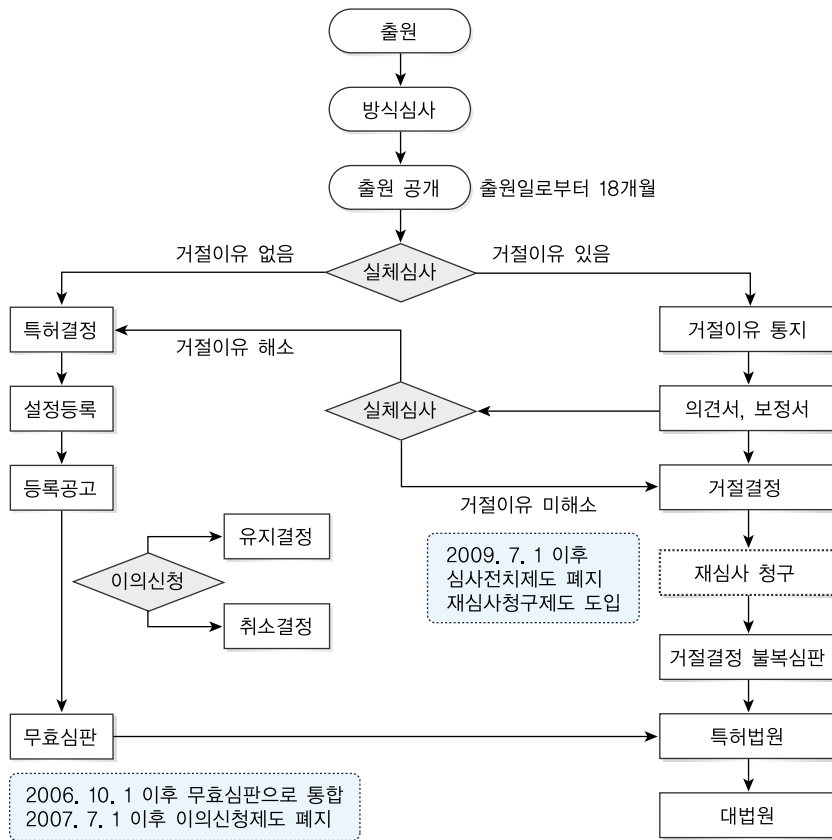 출원
방식심사
출원 공개
출원일로부터 18개월
거절이유 없음
실체심사
거절이유 있음
특허결정
거절이유 통지
거절이유 해소
설정등록
실체심사
의견서, 보정서
등록공고
거절결정
거절이유 미해소
유지결정
이의신청
취소결정
2009. 7. 1 이후
심사전치제도 폐지
재심사청구제도 도입
재심사 청구
거절결정 불복심판
무효심판
특허법원
2006. 10. 1 이후 무효심판으로 통합
2007. 7. 1 이후 이의신청제도 폐지
대법원